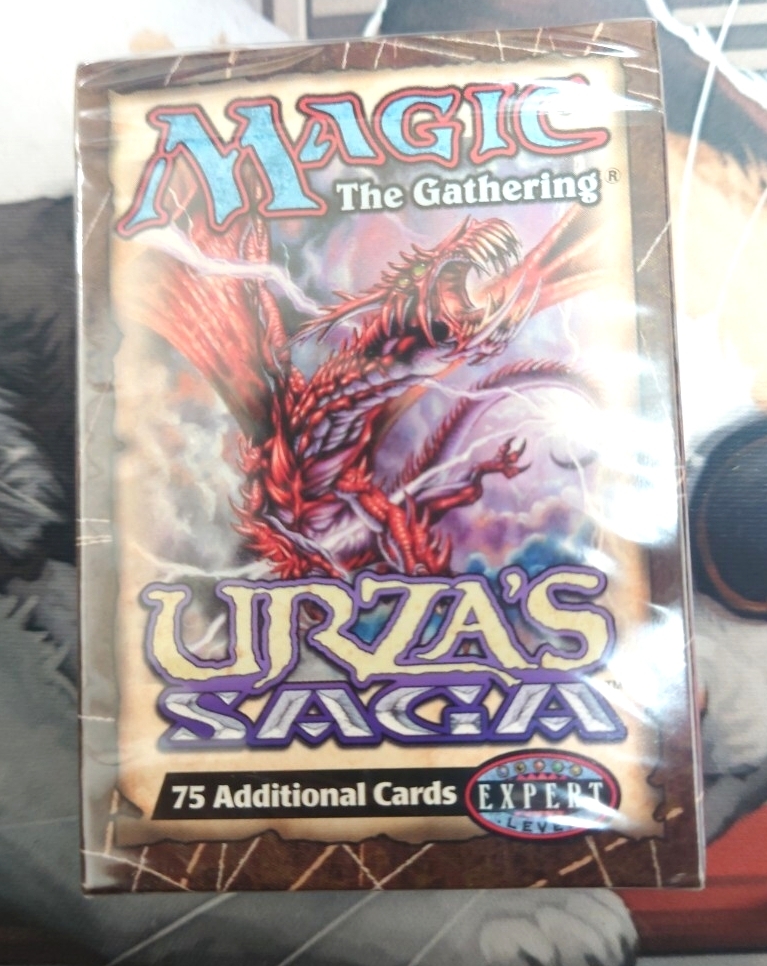 MAGIC
The Gathering®
URZA'S
SAGA™
75 Additional Cards
EXPERT
LEVEL